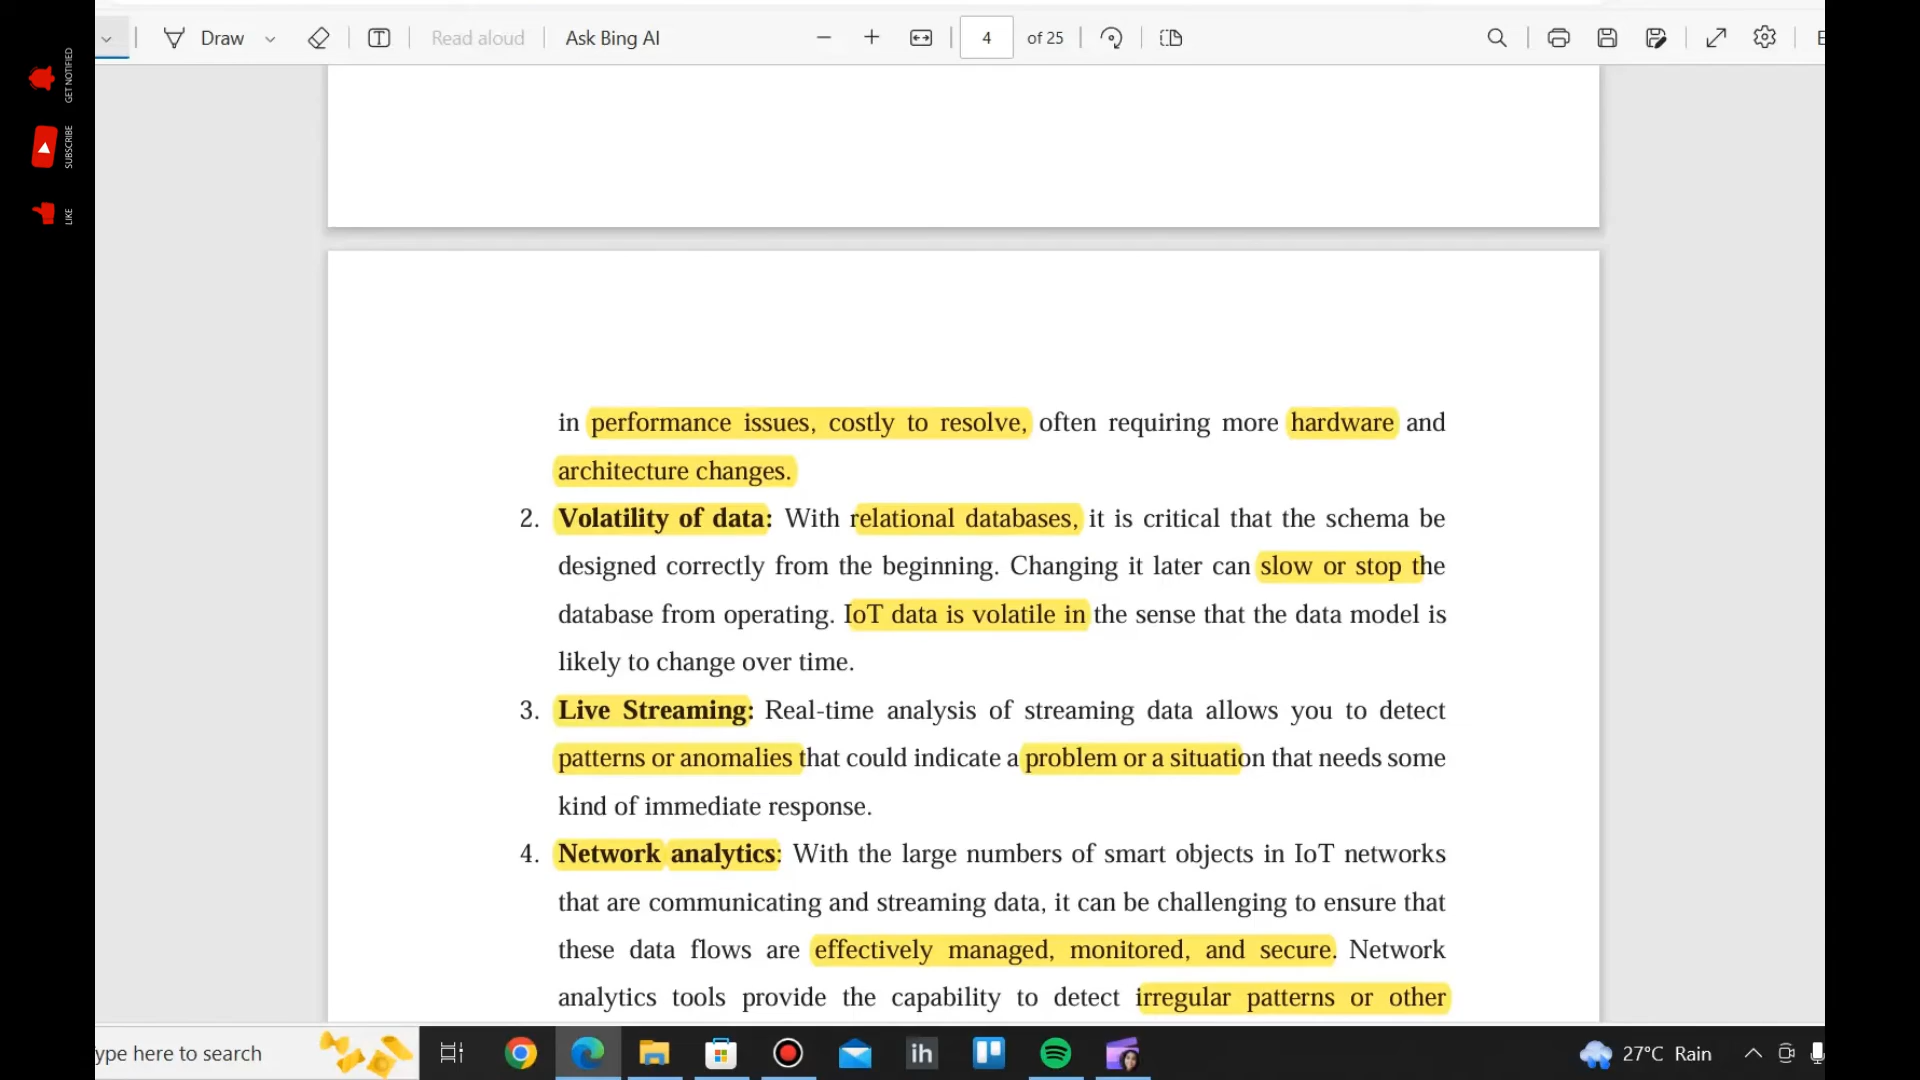 GET NOTIFIED
SUBSCRIBE
LIKE
Draw
Read aloud
Ask Bing AI
4 of 25
in performance issues, costly to resolve, often requiring more hardware and
architecture changes.
2. Volatility of data: With relational databases, it is critical that the schema be
designed correctly from the beginning. Changing it later can slow or stop the
database from operating. IoT data is volatile in the sense that the data model is
likely to change over time.
3. Live Streaming: Real-time analysis of streaming data allows you to detect
patterns or anomalies that could indicate a problem or a situation that needs some
kind of immediate response.
4. Network analytics: With the large numbers of smart objects in IoT networks
that are communicating and streaming data, it can be challenging to ensure that
these data flows are effectively managed, monitored, and secure. Network
analytics tools provide the capability to detect irregular patterns or other
ype here to search
ih
27°C Rain